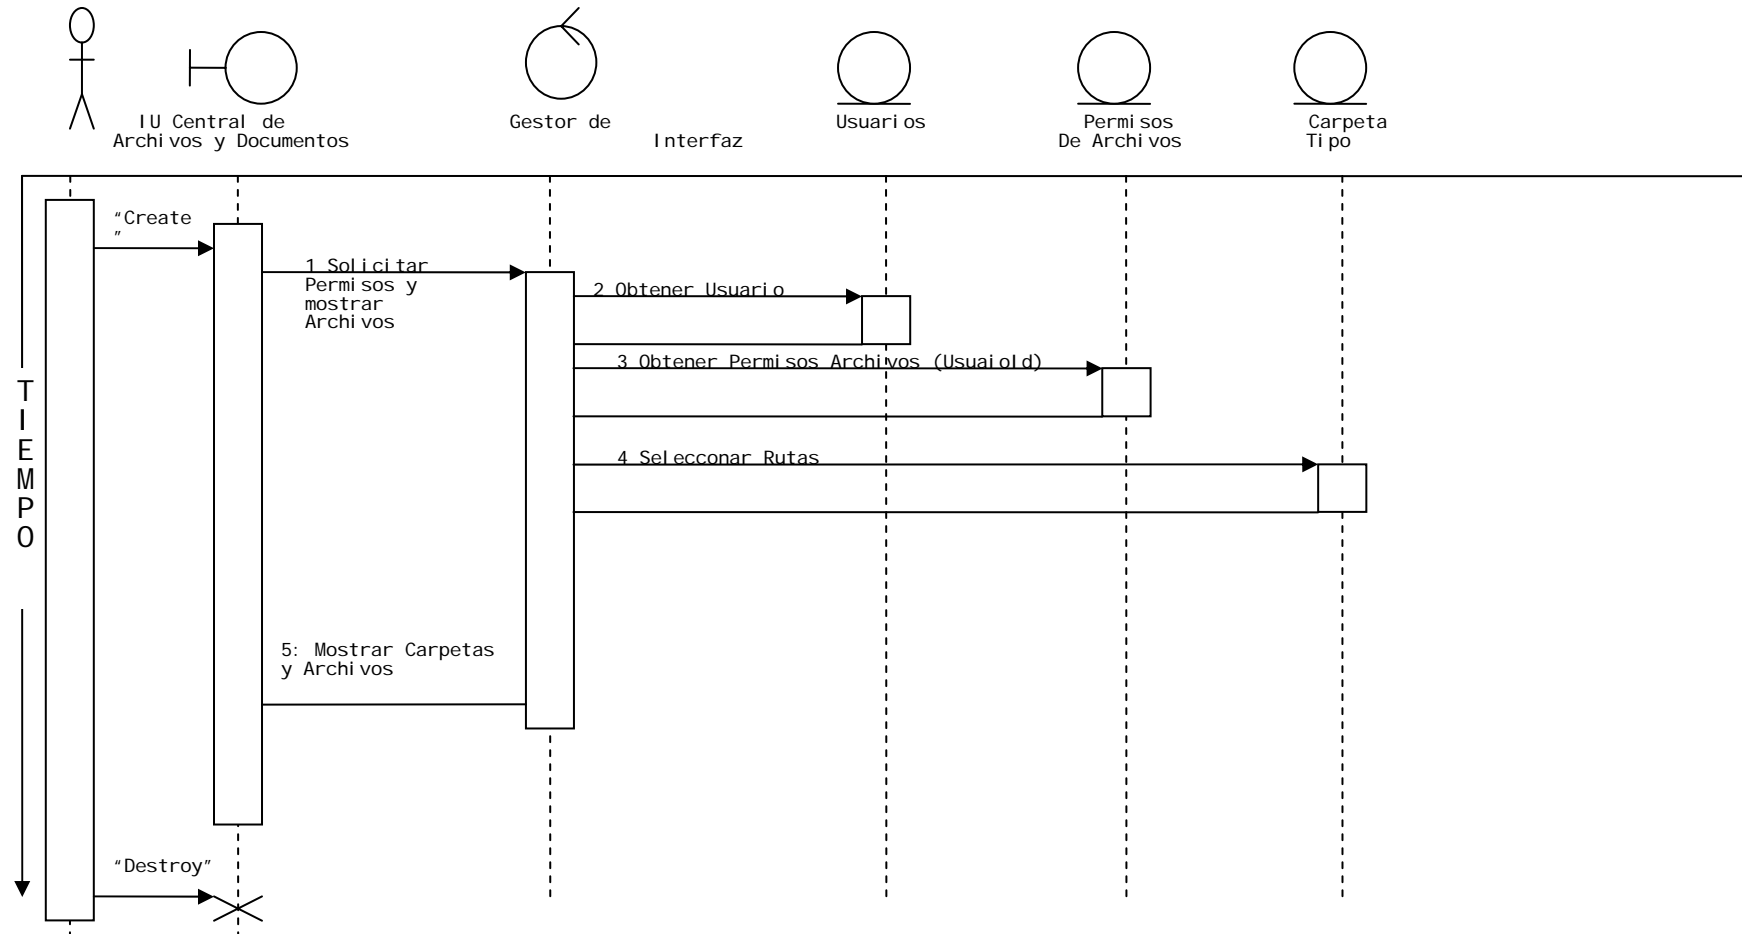 IU Central de
Archivos y Documentos
Gestor de
Interfaz
Usuarios
Permisos
De Archivos
Carpeta
Tipo
“Create
”
1 Solicitar
Permisos y
mostrar
Archivos
2 Obtener Usuario
3 Obtener Permisos Archivos (UsuaioId)
4 Selecconar Rutas
T
I
E
M
P
O
5: Mostrar Carpetas
y Archivos
“Destroy”